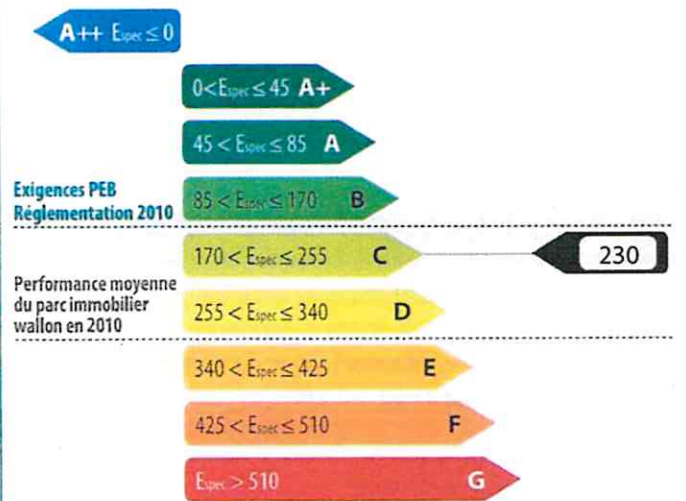 A++ Espec ≤ 0
0 < Espec ≤ 45 A+
45 < Espec ≤ 85 A
Exigences PEB
Réglementation 2010
85 < Espec ≤ 170 B
170 < Espec ≤ 255 C
230
Performance moyenne
du parc immobilier
wallon en 2010
255 < Espec ≤ 340 D
340 < Espec ≤ 425 E
425 < Espec ≤ 510 F
Espec > 510 G